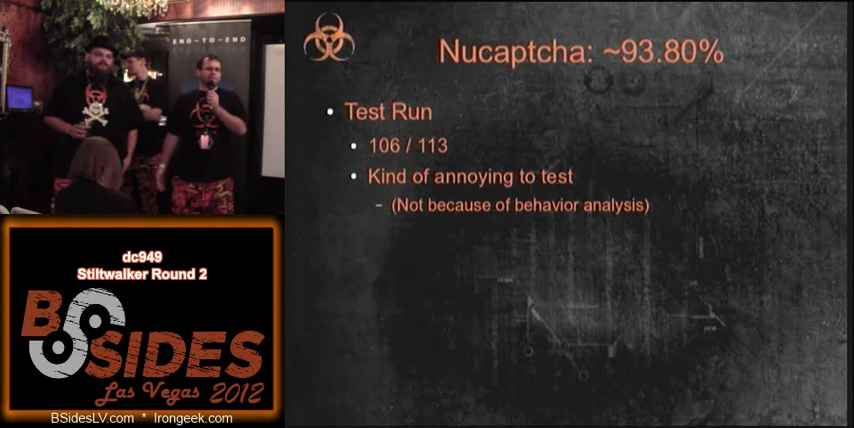 END-TO-END
Nucaptcha: ~93.80%
• Test Run
• 106 / 113
• Kind of annoying to test
– (Not because of behavior analysis)
dc949
Stiltwalker Round 2
BSIDES
Las Vegas 2012
BSidesLV.com * Irongeek.com